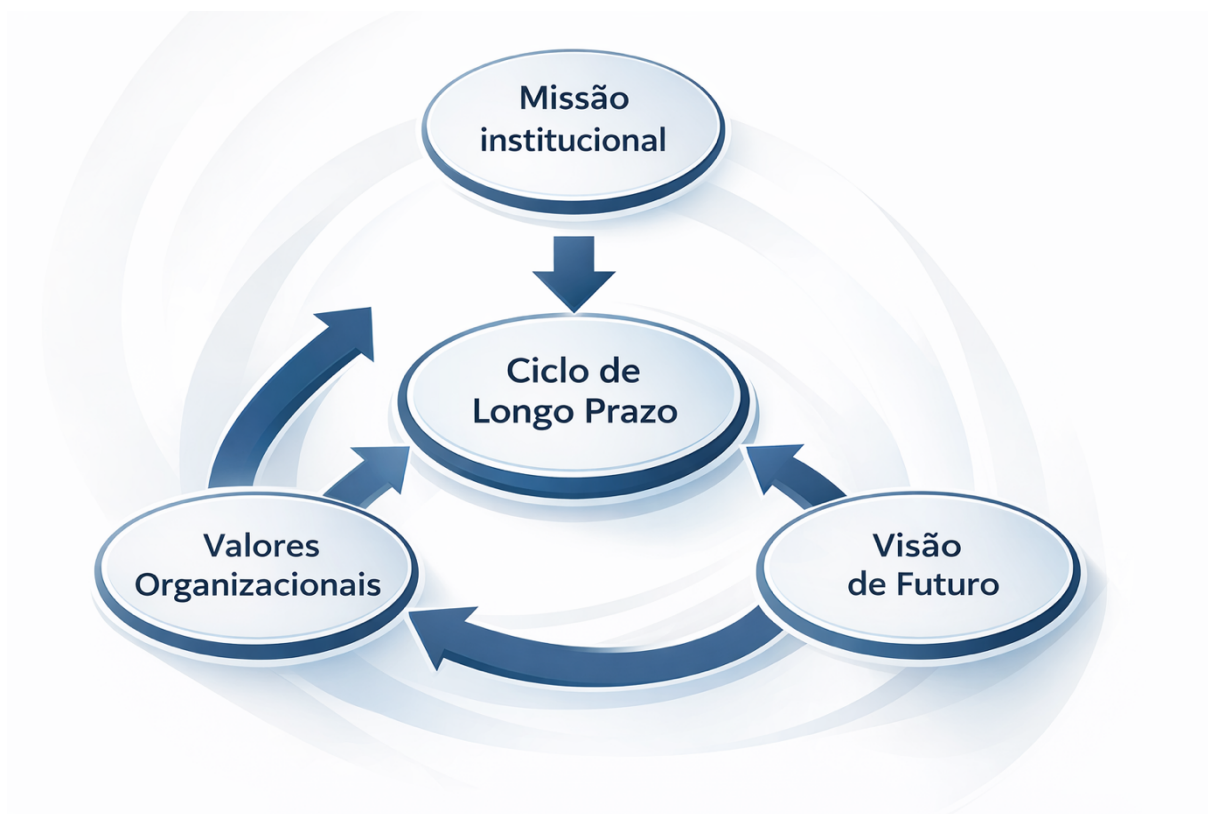 Missão
institucional
Ciclo de
Longo Prazo
Valores
Organizacionais
Visão
de Futuro